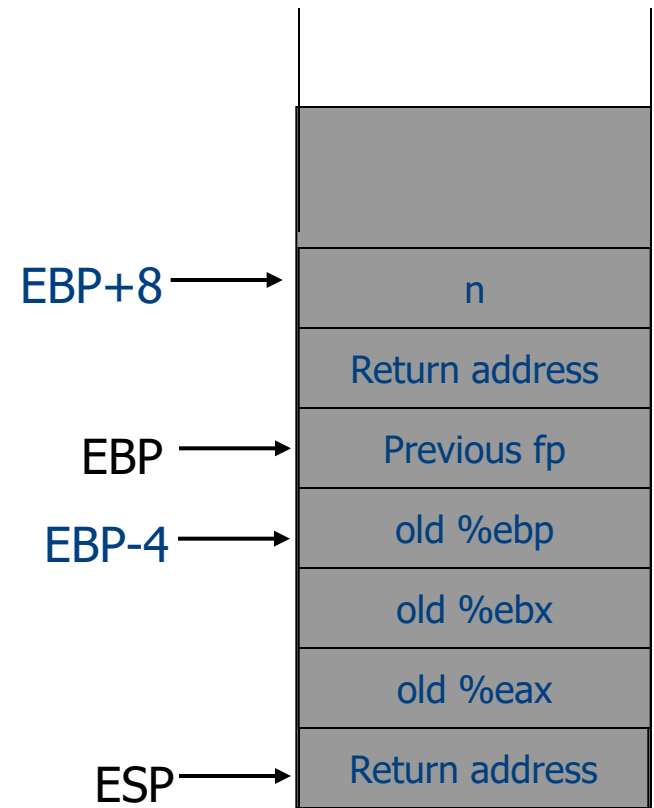 EBP+8
n
Return address
EBP
Previous fp
EBP-4
old %ebp
old %ebx
old %eax
ESP
Return address